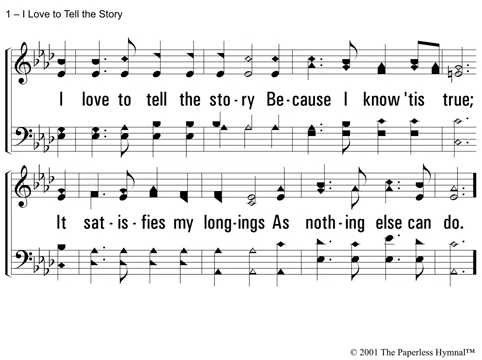 1 – I Love to Tell the Story
I love to tell the sto-ry Be-cause I know 'tis true;
It sat-is-fies my long-ings As noth-ing else can do.
© 2001 The Paperless Hymnal™